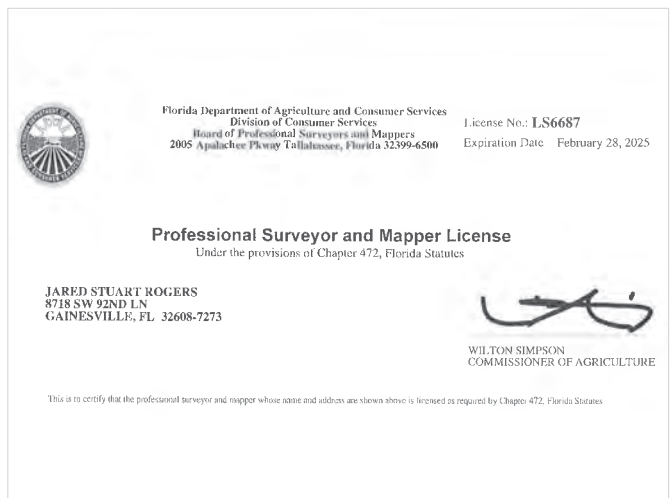 Florida Department of Agriculture and Consumer Services
Division of Consumer Services
Board of Professional Surveyors and Mappers
2005 Apalachee Pkway Tallahassee, Florida 32399-6500
License No.: LS6687
Expiration Date February 28, 2025
Professional Surveyor and Mapper License
Under the provisions of Chapter 472, Florida Statutes
JARED STUART ROGERS
8718 SW 92ND LN
GAINESVILLE, FL 32608-7273
WILTON SIMPSON
COMMISSIONER OF AGRICULTURE
This is to certify that the professional surveyor and mapper whose name and address are shown above is licensed as required by Chapter 472, Florida Statutes